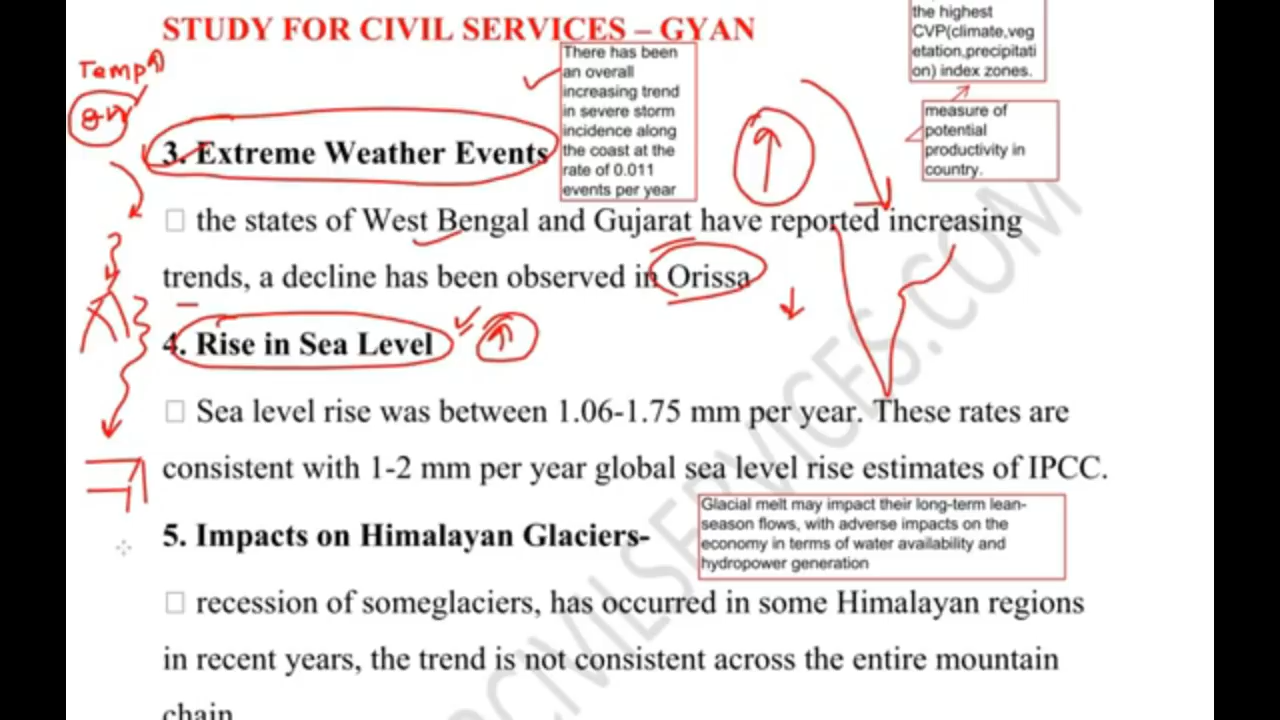 the highest
CVP(climate,veg
etation,precipitati
on) index zones.
STUDY FOR CIVIL SERVICES – GYAN
There has been
an overall
increasing trend
in severe storm
incidence along
the coast at the
rate of 0.011
events per year
Temp
measure of
potential
productivity in
country.
3. Extreme Weather Events
the states of West Bengal and Gujarat have reported increasing
trends, a decline has been observed in Orissa
4. Rise in Sea Level
Sea level rise was between 1.06-1.75 mm per year. These rates are
consistent with 1-2 mm per year global sea level rise estimates of IPCC.
Glacial melt may impact their long-term lean-
season flows, with adverse impacts on the
economy in terms of water availability and
hydropower generation
5. Impacts on Himalayan Glaciers-
recession of someglaciers, has occurred in some Himalayan regions
in recent years, the trend is not consistent across the entire mountain
chain
RCIVILSERVICES.COM